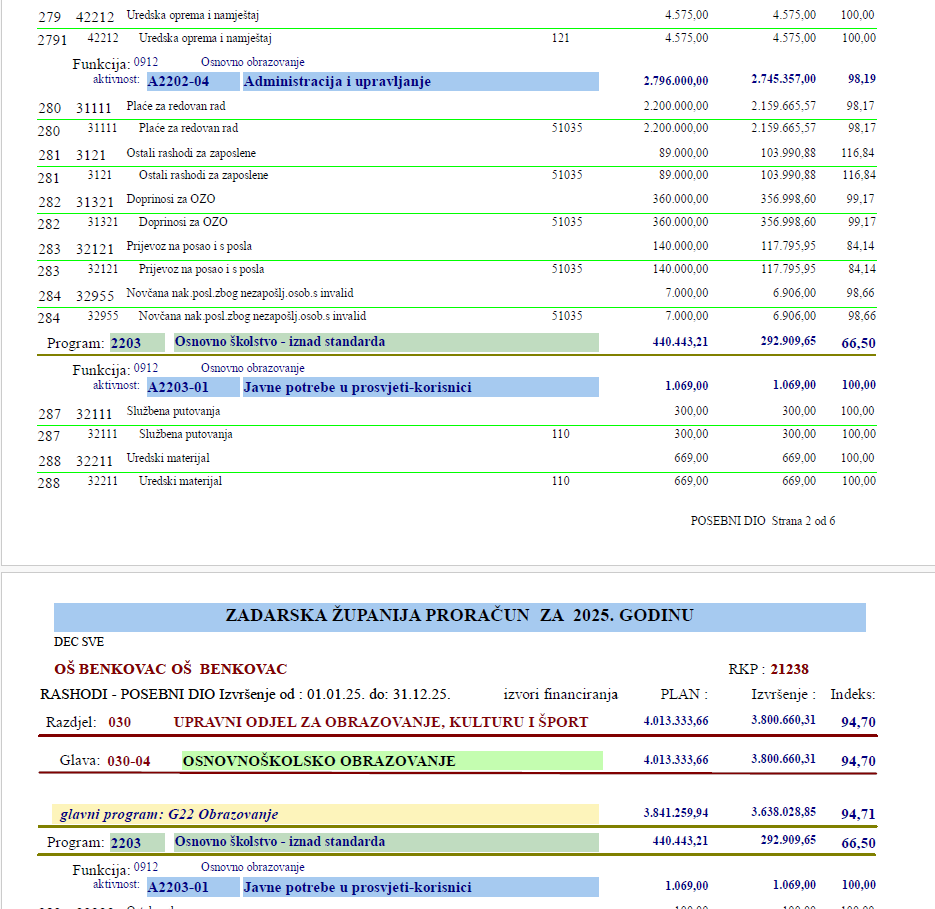 279 42212 Uredska oprema i namještaj 4.575,00 4.575,00 100,00
2791 42212 Uredska oprema i namještaj 121 4.575,00 4.575,00 100,00
Funkcija: 0912 Osnovno obrazovanje
aktivnost: A2202-04 Administracija i upravljanje 2.796.000,00 2.745.357,00 98,19
280 31111 Plaće za redovan rad 2.200.000,00 2.159.665,57 98,17
280 31111 Plaće za redovan rad 51035 2.200.000,00 2.159.665,57 98,17
281 3121 Ostali rashodi za zaposlene 89.000,00 103.990,88 116,84
281 3121 Ostali rashodi za zaposlene 51035 89.000,00 103.990,88 116,84
282 31321 Doprinosi za OZO 360.000,00 356.998,60 99,17
282 31321 Doprinosi za OZO 51035 360.000,00 356.998,60 99,17
283 32121 Prijevoz na posao i s posla 140.000,00 117.795,95 84,14
283 32121 Prijevoz na posao i s posla 51035 140.000,00 117.795,95 84,14
284 32955 Novčana nak.posl.zbog nezapošlj.osob.s invalid 7.000,00 6.906,00 98,66
284 32955 Novčana nak.posl.zbog nezapošlj.osob.s invalid 51035 7.000,00 6.906,00 98,66
Program: 2203 Osnovno školstvo - iznad standarda 440.443,21 292.909,65 66,50
Funkcija: 0912 Osnovno obrazovanje
aktivnost: A2203-01 Javne potrebe u prosvjeti-korisnici 1.069,00 1.069,00 100,00
287 32111 Službena putovanja 300,00 300,00 100,00
287 32111 Službena putovanja 110 300,00 300,00 100,00
288 32211 Uredski materijal 669,00 669,00 100,00
288 32211 Uredski materijal 110 669,00 669,00 100,00
POSEBNI DIO Strana 2 od 6
ZADARSKA ŽUPANIJA PRORAČUN ZA 2025. GODINU
DEC SVE
OŠ BENKOVAC OŠ BENKOVAC RKP : 21238
RASHODI - POSEBNI DIO Izvršenje od : 01.01.25. do: 31.12.25. izvori financiranja PLAN : Izvršenje : Indeks:
Razdjel: 030 UPRAVNI ODJEL ZA OBRAZOVANJE, KULTURU I ŠPORT 4.013.333,66 3.800.660,31 94,70
Glava: 030-04 OSNOVNOŠKOLSKO OBRAZOVANJE 4.013.333,66 3.800.660,31 94,70
glavni program: G22 Obrazovanje 3.841.259,94 3.638.028,85 94,71
Program: 2203 Osnovno školstvo - iznad standarda 440.443,21 292.909,65 66,50
Funkcija: 0912 Osnovno obrazovanje
aktivnost: A2203-01 Javne potrebe u prosvjeti-korisnici 1.069,00 1.069,00 100,00